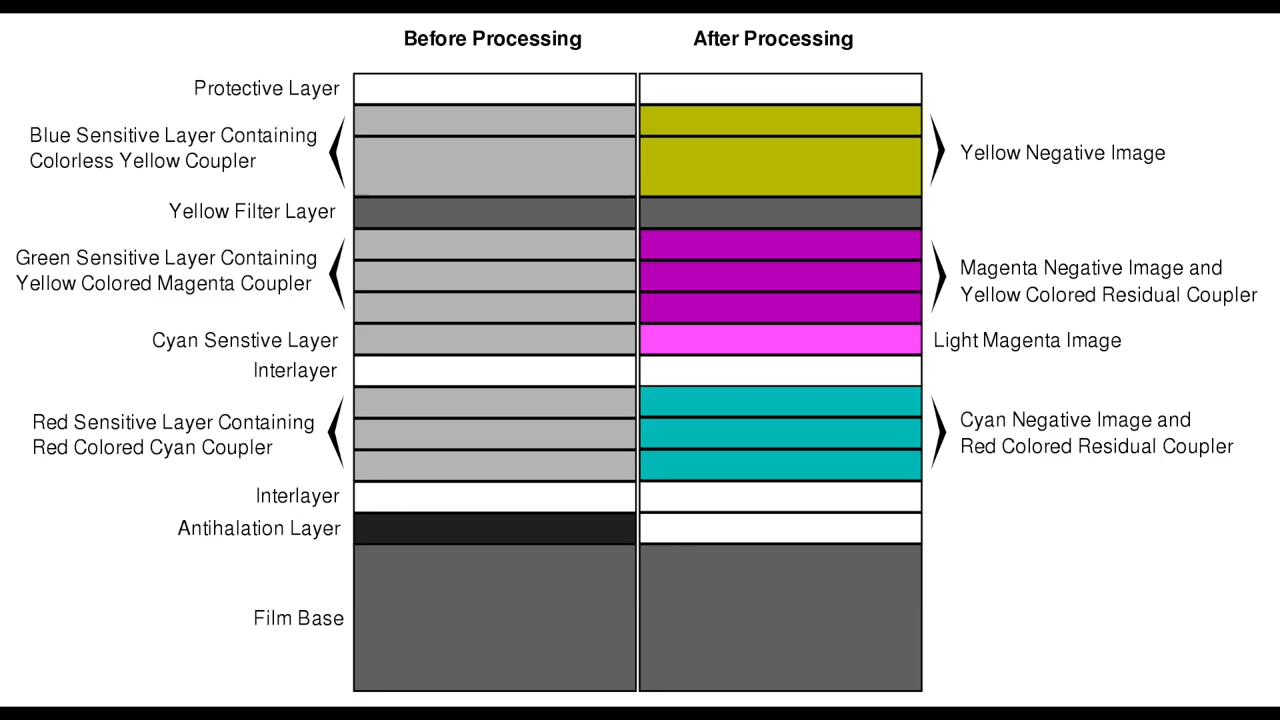 Before Processing
After Processing
Protective Layer
Blue Sensitive Layer Containing
Colorless Yellow Coupler
Yellow Negative Image
Yellow Filter Layer
Green Sensitive Layer Containing
Yellow Colored Magenta Coupler
Magenta Negative Image and
Yellow Colored Residual Coupler
Cyan Senstive Layer
Light Magenta Image
Interlayer
Red Sensitive Layer Containing
Red Colored Cyan Coupler
Cyan Negative Image and
Red Colored Residual Coupler
Interlayer
Antihalation Layer
Film Base